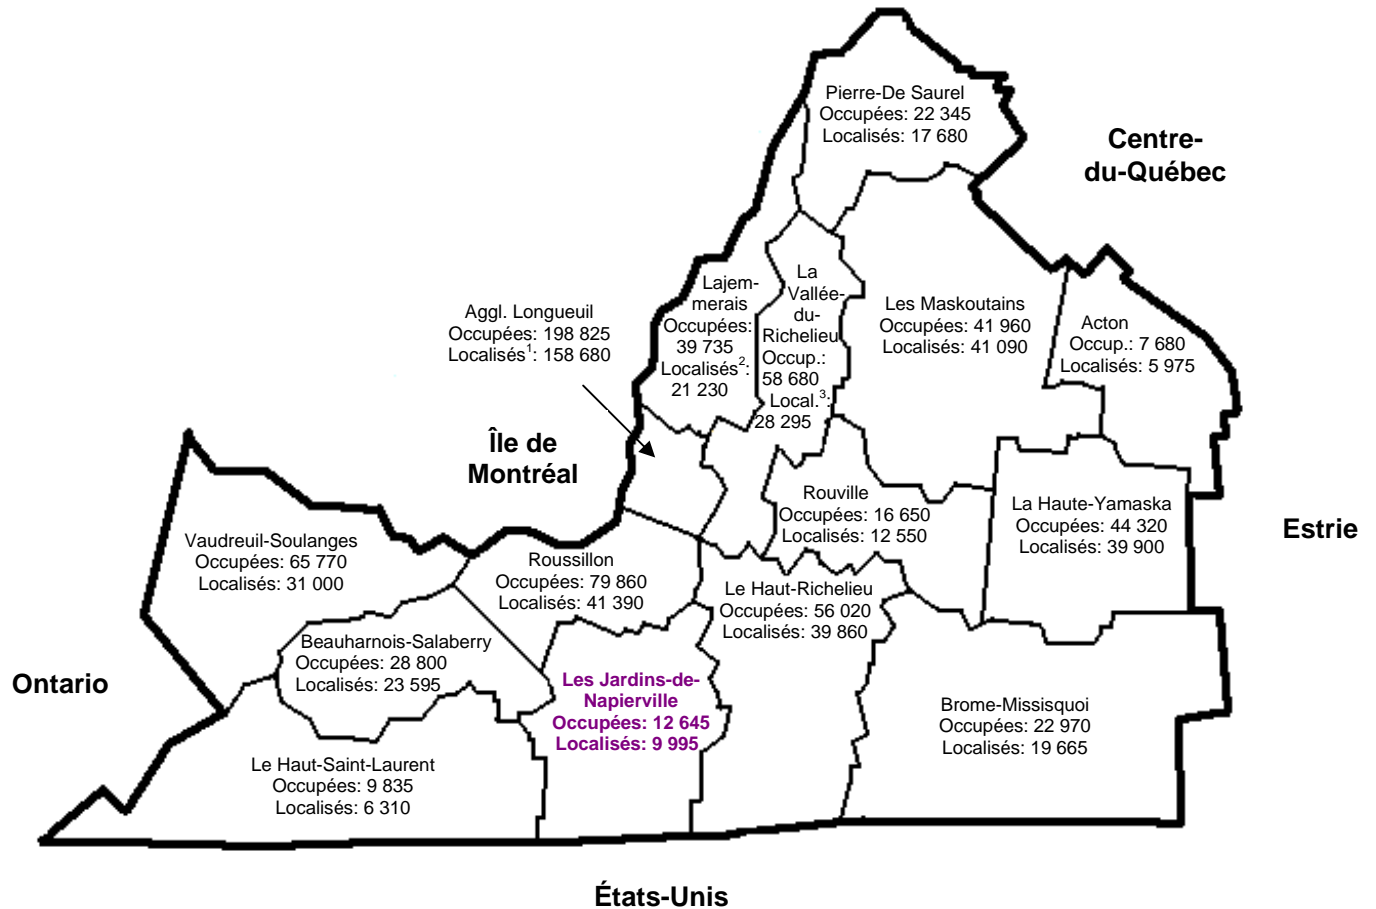 Pierre-De Saurel
Occupées: 22 345
Localisés: 17 680
Centre-
du-Québec
Aggl. Longueuil
Occupées: 198 825
Localisés¹: 158 680
Lajem-
merais
Occupées:
39 735
Localisés²:
21 230
La
Vallée-
du-
Richelieu
Occup.:
58 680
Local.³:
28 295
Les Maskoutains
Occupées: 41 960
Localisés: 41 090
Acton
Occup.: 7 680
Localisés: 5 975
Île de
Montréal
Vaudreuil-Soulanges
Occupées: 65 770
Localisés: 31 000
Roussillon
Occupées: 79 860
Localisés: 41 390
Rouville
Occupées: 16 650
Localisés: 12 550
La Haute-Yamaska
Occupées: 44 320
Localisés: 39 900
Estrie
Le Haut-Richelieu
Occupées: 56 020
Localisés: 39 860
Beauharnois-Salaberry
Occupées: 28 800
Localisés: 23 595
Ontario
Les Jardins-de-
Napierville
Occupées: 12 645
Localisés: 9 995
Brome-Missisquoi
Occupées: 22 970
Localisés: 19 665
Le Haut-Saint-Laurent
Occupées: 9 835
Localisés: 6 310
États-Unis